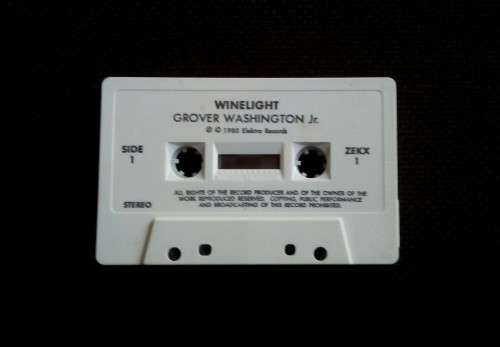 WINELIGHT
GROVER WASHINGTON Jr.
℗ © 1980 Elektra Records
SIDE
1
ZEKX
1
ALL RIGHTS OF THE RECORD PRODUCER AND OF THE OWNER OF THE
WORK REPRODUCED RESERVED. COPYING, PUBLIC PERFORMANCE
AND BROADCASTING OF THIS RECORD PROHIBITED.
STEREO